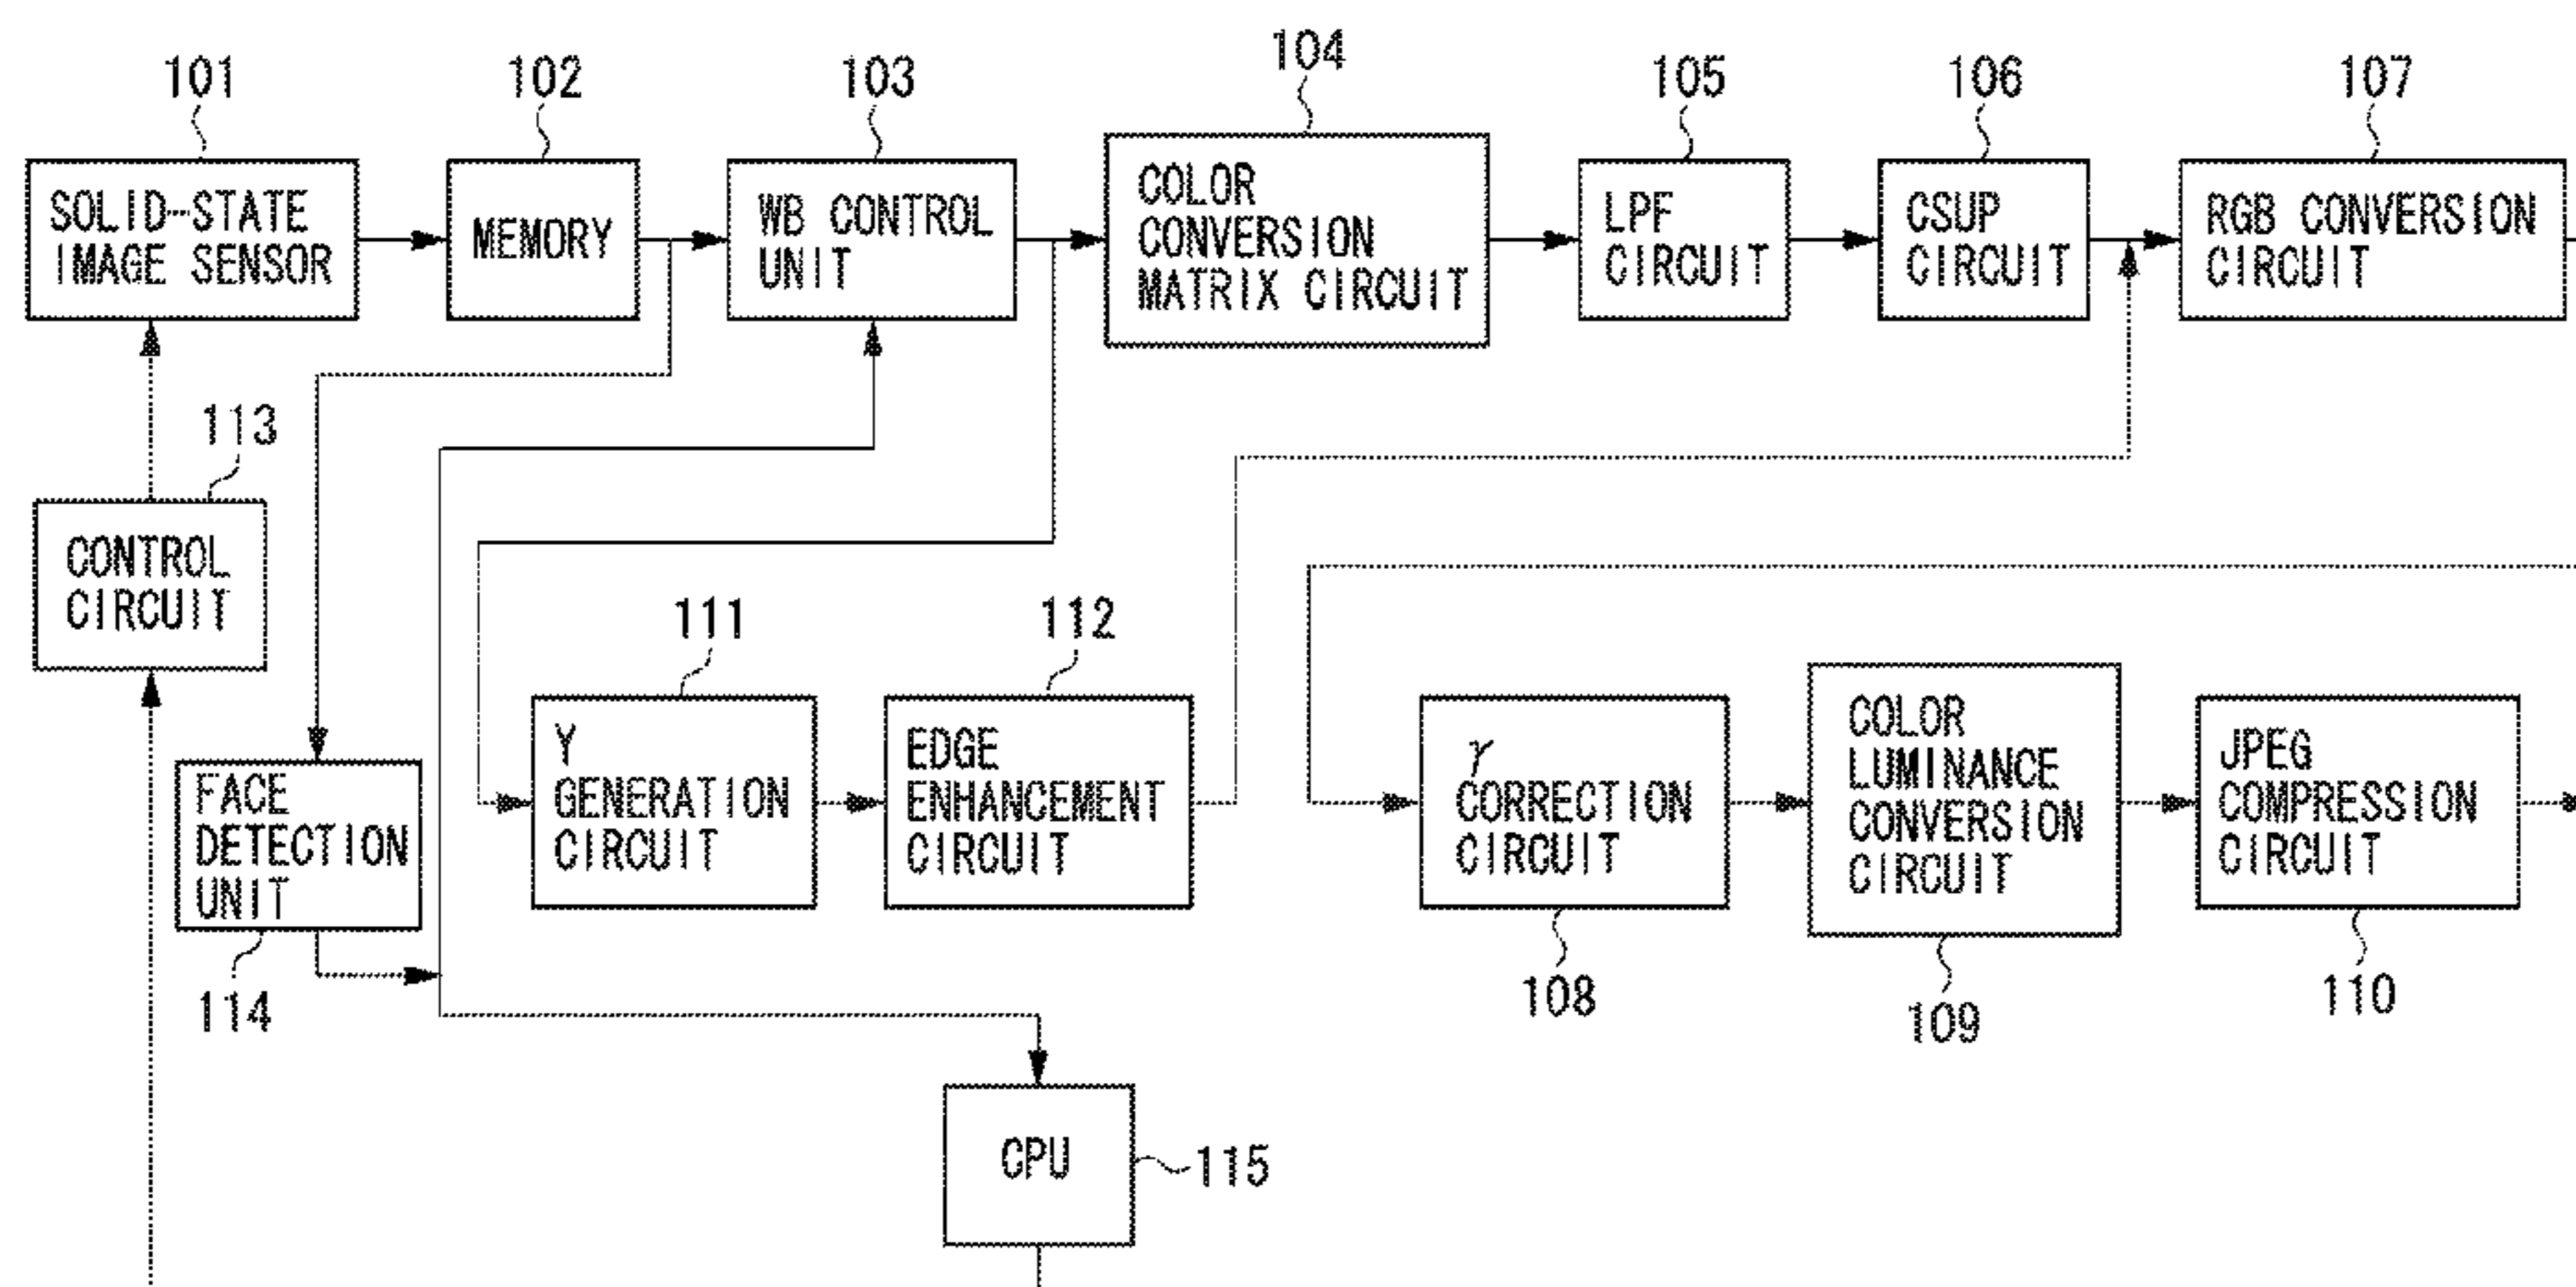 101
102
103
104
105
106
107
SOLID-STATE
IMAGE SENSOR
MEMORY
WB CONTROL
UNIT
COLOR
CONVERSION
MATRIX CIRCUIT
LPF
CIRCUIT
CSUP
CIRCUIT
RGB CONVERSION
CIRCUIT
113
CONTROL
CIRCUIT
111
112
FACE
DETECTION
UNIT
114
Y
GENERATION
CIRCUIT
EDGE
ENHANCEMENT
CIRCUIT
γ
CORRECTION
CIRCUIT
108
COLOR
LUMINANCE
CONVERSION
CIRCUIT
109
JPEG
COMPRESSION
CIRCUIT
110
CPU
115